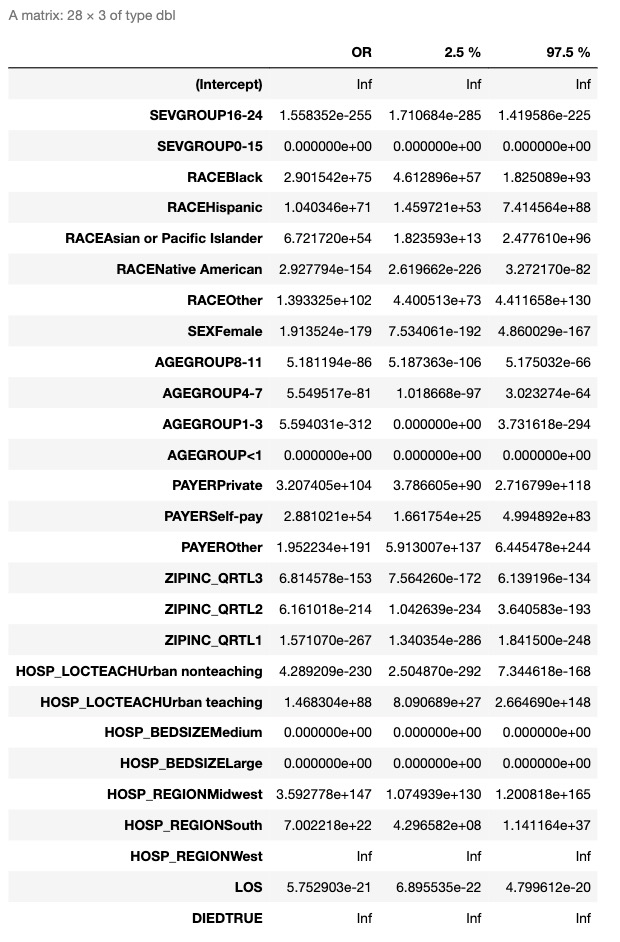 A matrix: 28 × 3 of type dbl
OR 2.5 % 97.5 %
(Intercept) Inf Inf Inf
SEVGROUP16-24 1.558352e-255 1.710684e-285 1.419586e-225
SEVGROUP0-15 0.000000e+00 0.000000e+00 0.000000e+00
RACEBlack 2.901542e+75 4.612896e+57 1.825089e+93
RACEHispanic 1.040346e+71 1.459721e+53 7.414564e+88
RACEAsian or Pacific Islander 6.721720e+54 1.823593e+13 2.477610e+96
RACENative American 2.927794e-154 2.619662e-226 3.272170e-82
RACEOther 1.393325e+102 4.400513e+73 4.411658e+130
SEXFemale 1.913524e-179 7.534061e-192 4.860029e-167
AGEGROUP8-11 5.181194e-86 5.187363e-106 5.175032e-66
AGEGROUP4-7 5.549517e-81 1.018668e-97 3.023274e-64
AGEGROUP1-3 5.594031e-312 0.000000e+00 3.731618e-294
AGEGROUP<1 0.000000e+00 0.000000e+00 0.000000e+00
PAYERPrivate 3.207405e+104 3.786605e+90 2.716799e+118
PAYERSelf-pay 2.881021e+54 1.661754e+25 4.994892e+83
PAYEROther 1.952234e+191 5.913007e+137 6.445478e+244
ZIPINC_QRTL3 6.814578e-153 7.564260e-172 6.139196e-134
ZIPINC_QRTL2 6.161018e-214 1.042639e-234 3.640583e-193
ZIPINC_QRTL1 1.571070e-267 1.340354e-286 1.841500e-248
HOSP_LOCTEACHUrban nonteaching 4.289209e-230 2.504870e-292 7.344618e-168
HOSP_LOCTEACHUrban teaching 1.468304e+88 8.090689e+27 2.664690e+148
HOSP_BEDSIZEMedium 0.000000e+00 0.000000e+00 0.000000e+00
HOSP_BEDSIZELarge 0.000000e+00 0.000000e+00 0.000000e+00
HOSP_REGIONMidwest 3.592778e+147 1.074939e+130 1.200818e+165
HOSP_REGIONSouth 7.002218e+22 4.296582e+08 1.141164e+37
HOSP_REGIONWest Inf Inf Inf
LOS 5.752903e-21 6.895535e-22 4.799612e-20
DIEDTRUE Inf Inf Inf